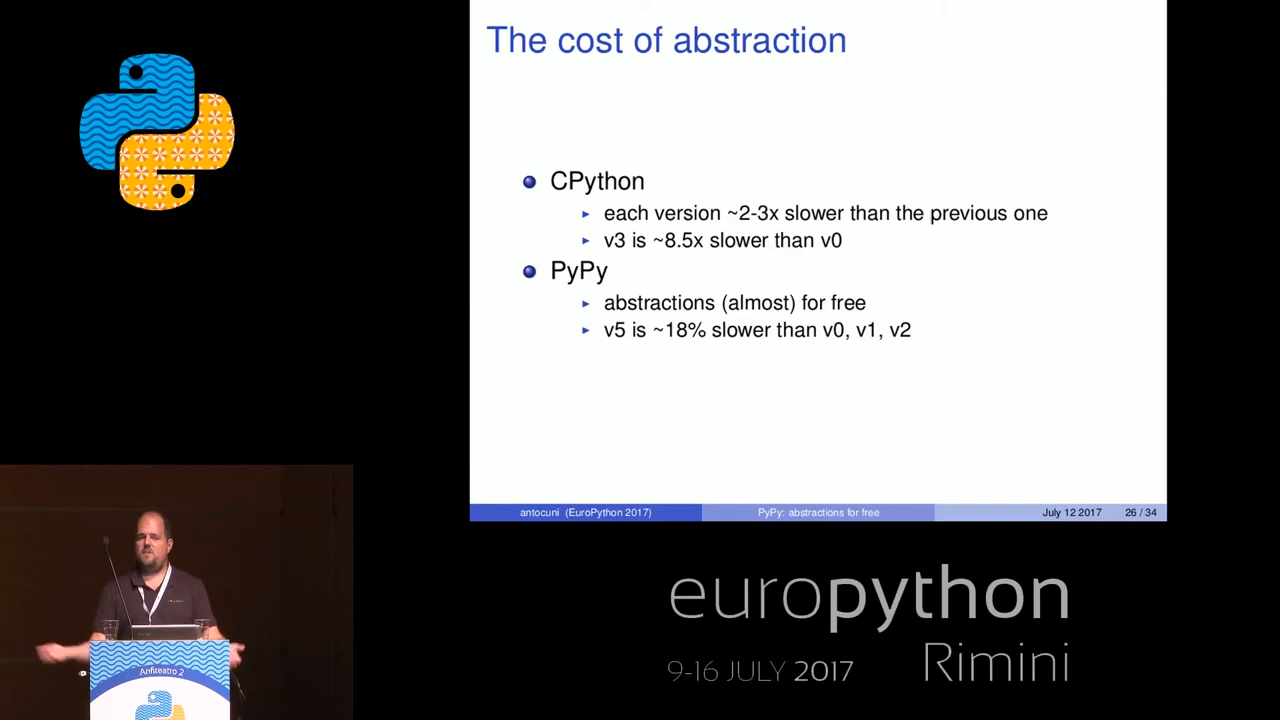 The cost of abstraction
CPython
each version ~2-3x slower than the previous one
v3 is ~8.5x slower than v0
PyPy
abstractions (almost) for free
v5 is ~18% slower than v0, v1, v2
antocuni (EuroPython 2017)
PyPy: abstractions for free
July 12 2017
26 / 34
Anfiteatro 2
europython
9-16 JULY 2017
Rimini